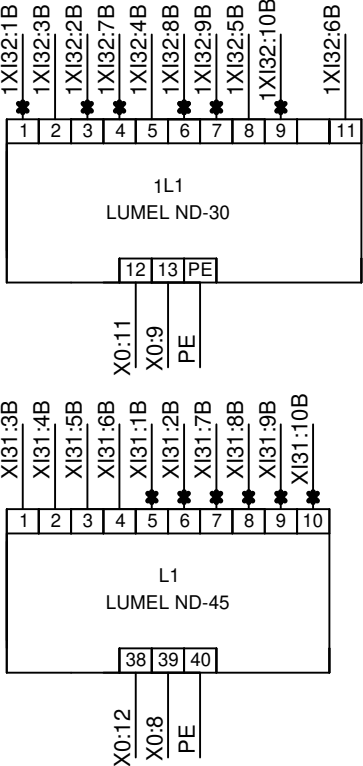 1XI32:1B 1XI32:3B 1XI32:2B 1XI32:7B 1XI32:4B 1XI32:8B 1XI32:9B 1XI32:5B 1XI32:10B 1XI32:6B
1 2 3 4 5 6 7 8 9 11
1L1
LUMEL ND-30
12 13 PE
X0:11 X0:9 PE
XI31:3B XI31:4B XI31:5B XI31:6B XI31:1B XI31:2B XI31:7B XI31:8B XI31:9B XI31:10B
1 2 3 4 5 6 7 8 9 10
L1
LUMEL ND-45
38 39 40
X0:12 X0:8 PE